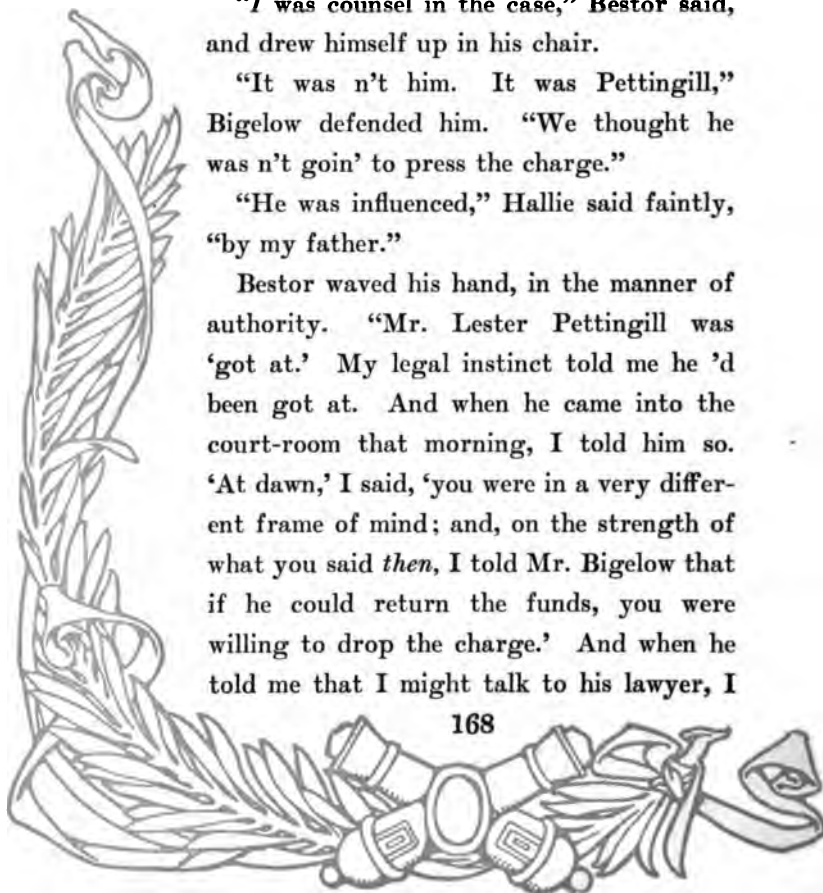 "I was counsel in the case," Bestor said,
and drew himself up in his chair.
"It was n't him. It was Pettingill,"
Bigelow defended him. "We thought he
was n't goin' to press the charge."
"He was influenced," Hallie said faintly,
"by my father."
Bestor waved his hand, in the manner of
authority. "Mr. Lester Pettingill was
'got at.' My legal instinct told me he 'd
been got at. And when he came into the
court-room that morning, I told him so.
'At dawn,' I said, 'you were in a very differ-
ent frame of mind; and, on the strength of
what you said then, I told Mr. Bigelow that
if he could return the funds, you were
willing to drop the charge.' And when he
told me that I might talk to his lawyer, I
168